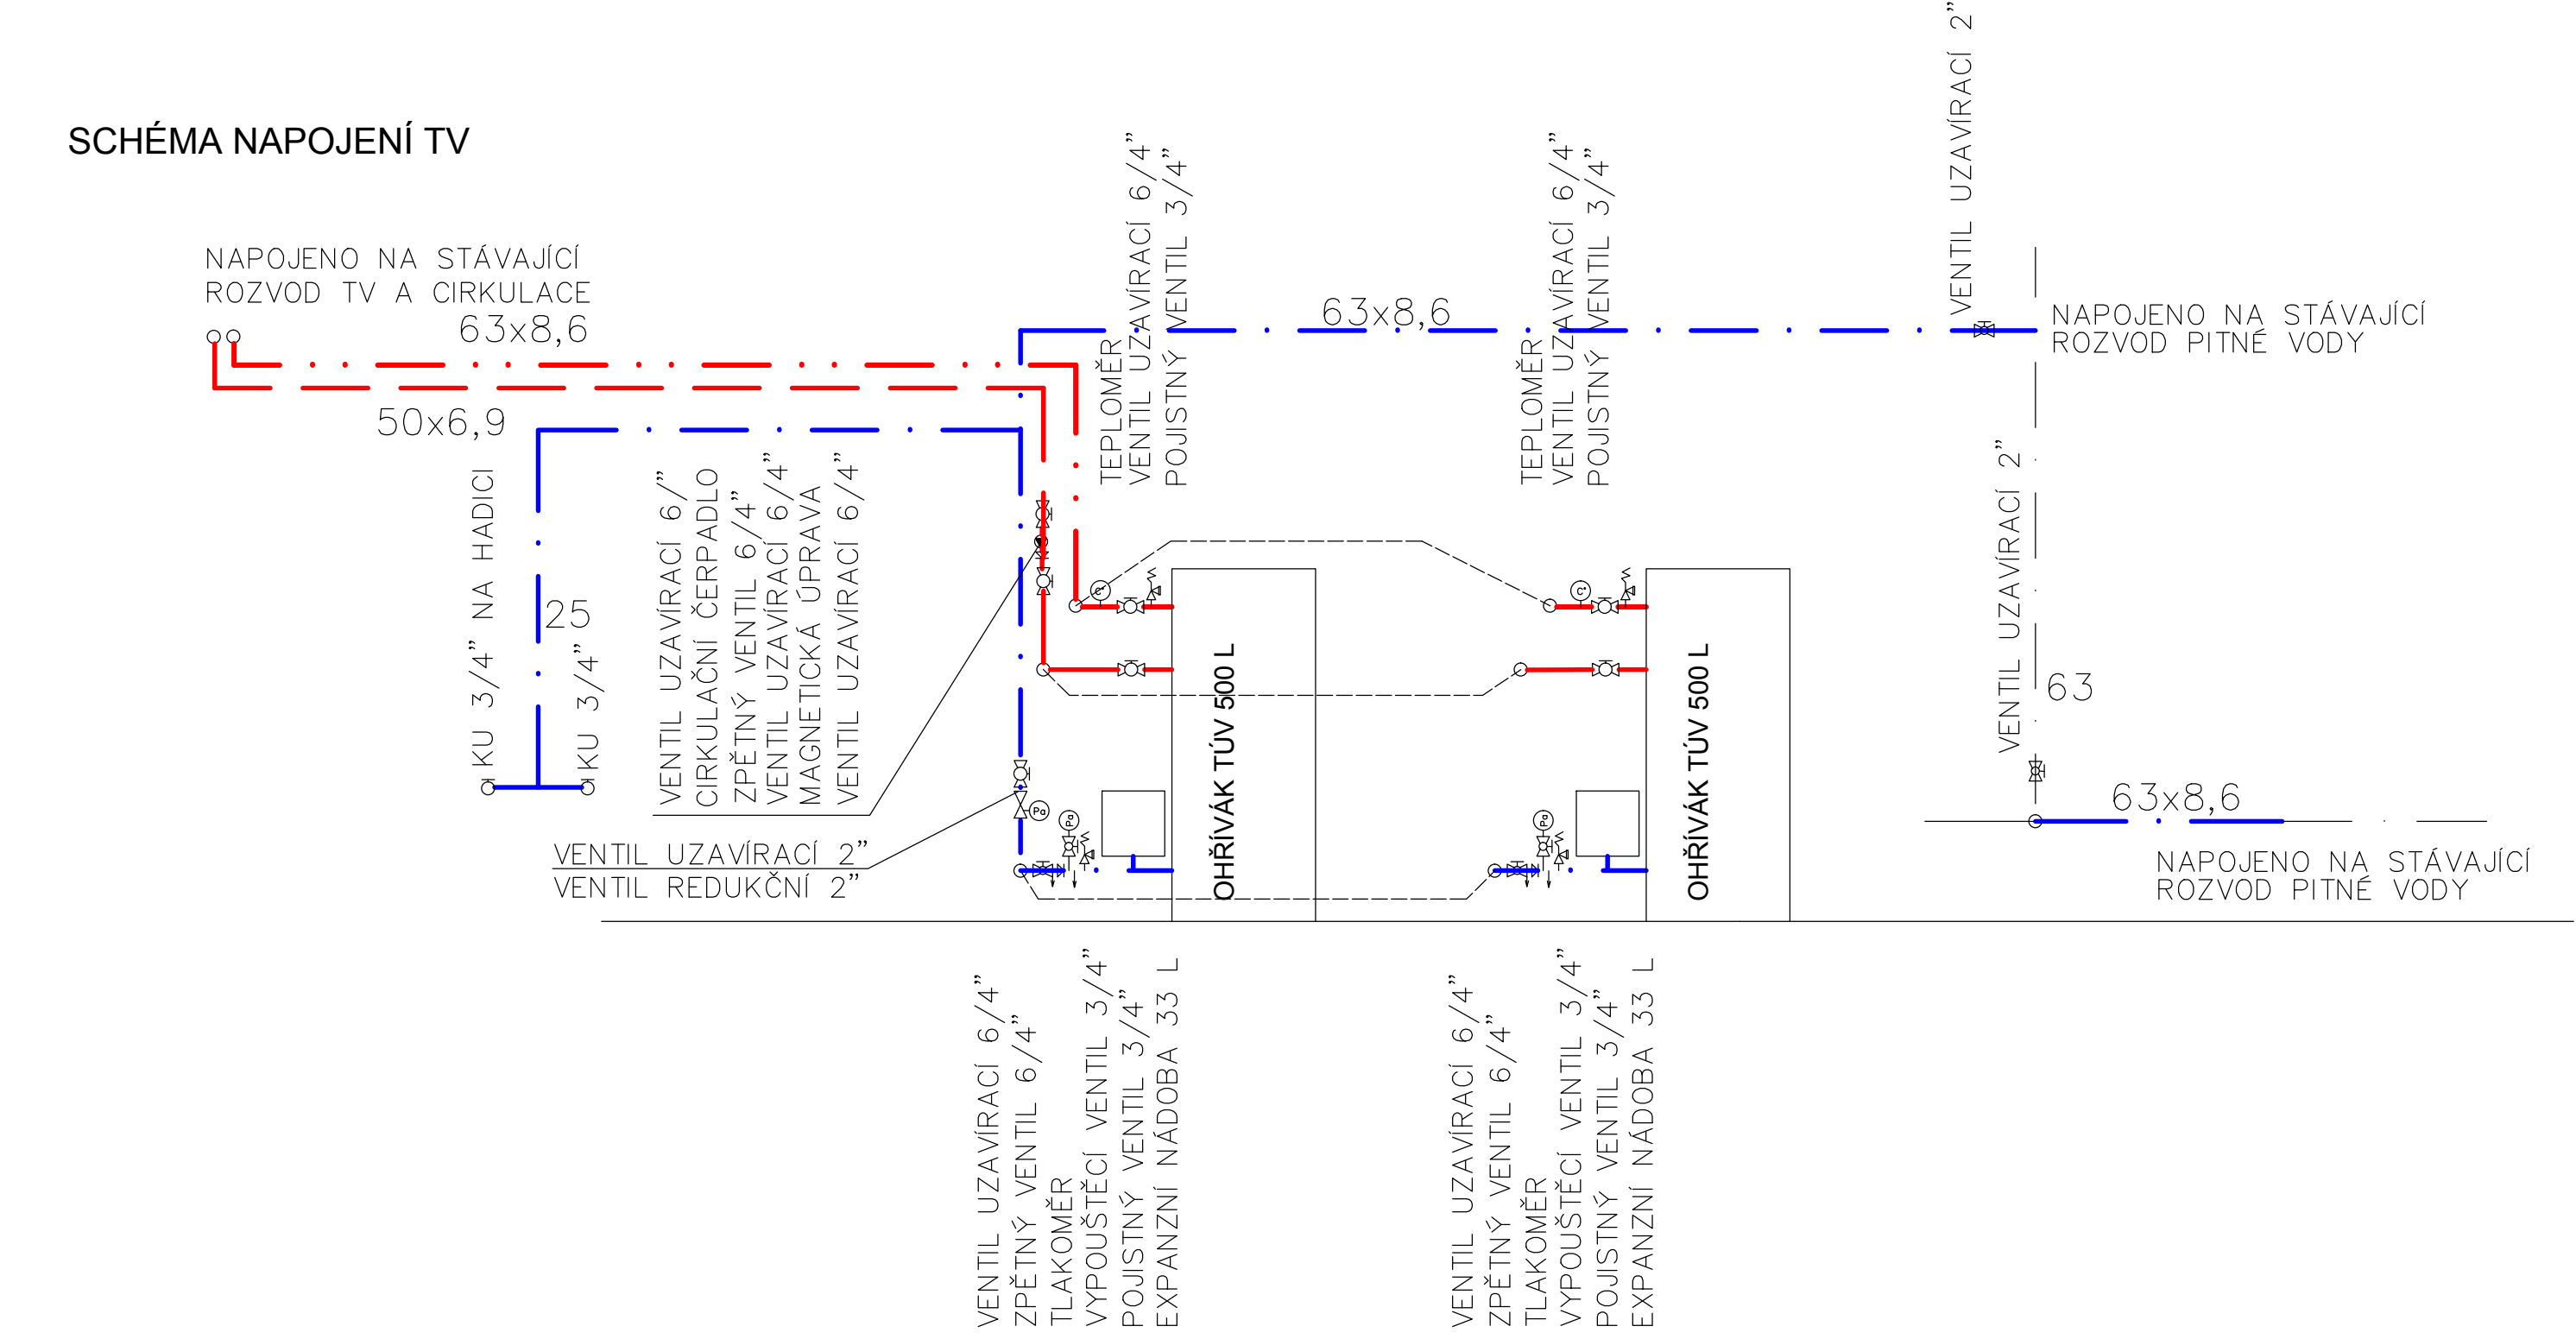 SCHÉMA NAPOJENÍ TV
NAPOJENO NA STÁVAJÍCÍ
ROZVOD TV A CIRKULACE
63x8,6
50x6,9
KU 3/4" NA HADICI
25
KU 3/4"
VENTIL UZAVÍRACÍ 6/"
CIRKULAČNÍ ČERPADLO
ZPĚTNÝ VENTIL 6/4"
VENTIL UZAVÍRACÍ 6/4"
MAGNETICKÁ ÚPRAVA
VENTIL UZAVÍRACÍ 6/4"
VENTIL UZAVÍRACÍ 2"
VENTIL REDUKČNÍ 2"
TEPLOMĚR
VENTIL UZAVÍRACÍ 6/4"
POJISTNÝ VENTIL 3/4"
63x8,6
TEPLOMĚR
VENTIL UZAVÍRACÍ 6/4"
POJISTNÝ VENTIL 3/4"
VENTIL UZAVÍRACÍ 2"
NAPOJENO NA STÁVAJÍCÍ
ROZVOD PITNÉ VODY
VENTIL UZAVÍRACÍ 2"
63
63x8,6
NAPOJENO NA STÁVAJÍCÍ
ROZVOD PITNÉ VODY
C°
C°
Pa
Pa
Pa
OHŘÍVÁK TÚV 500 L
OHŘÍVÁK TÚV 500 L
VENTIL UZAVÍRACÍ 6/4"
ZPĚTNÝ VENTIL 6/4"
TLAKOMĚR
VYPOUŠTĚCÍ VENTIL 3/4"
POJISTNÝ VENTIL 3/4"
EXPANZNÍ NÁDOBA 33 L
VENTIL UZAVÍRACÍ 6/4"
ZPĚTNÝ VENTIL 6/4"
TLAKOMĚR
VYPOUŠTĚCÍ VENTIL 3/4"
POJISTNÝ VENTIL 3/4"
EXPANZNÍ NÁDOBA 33 L